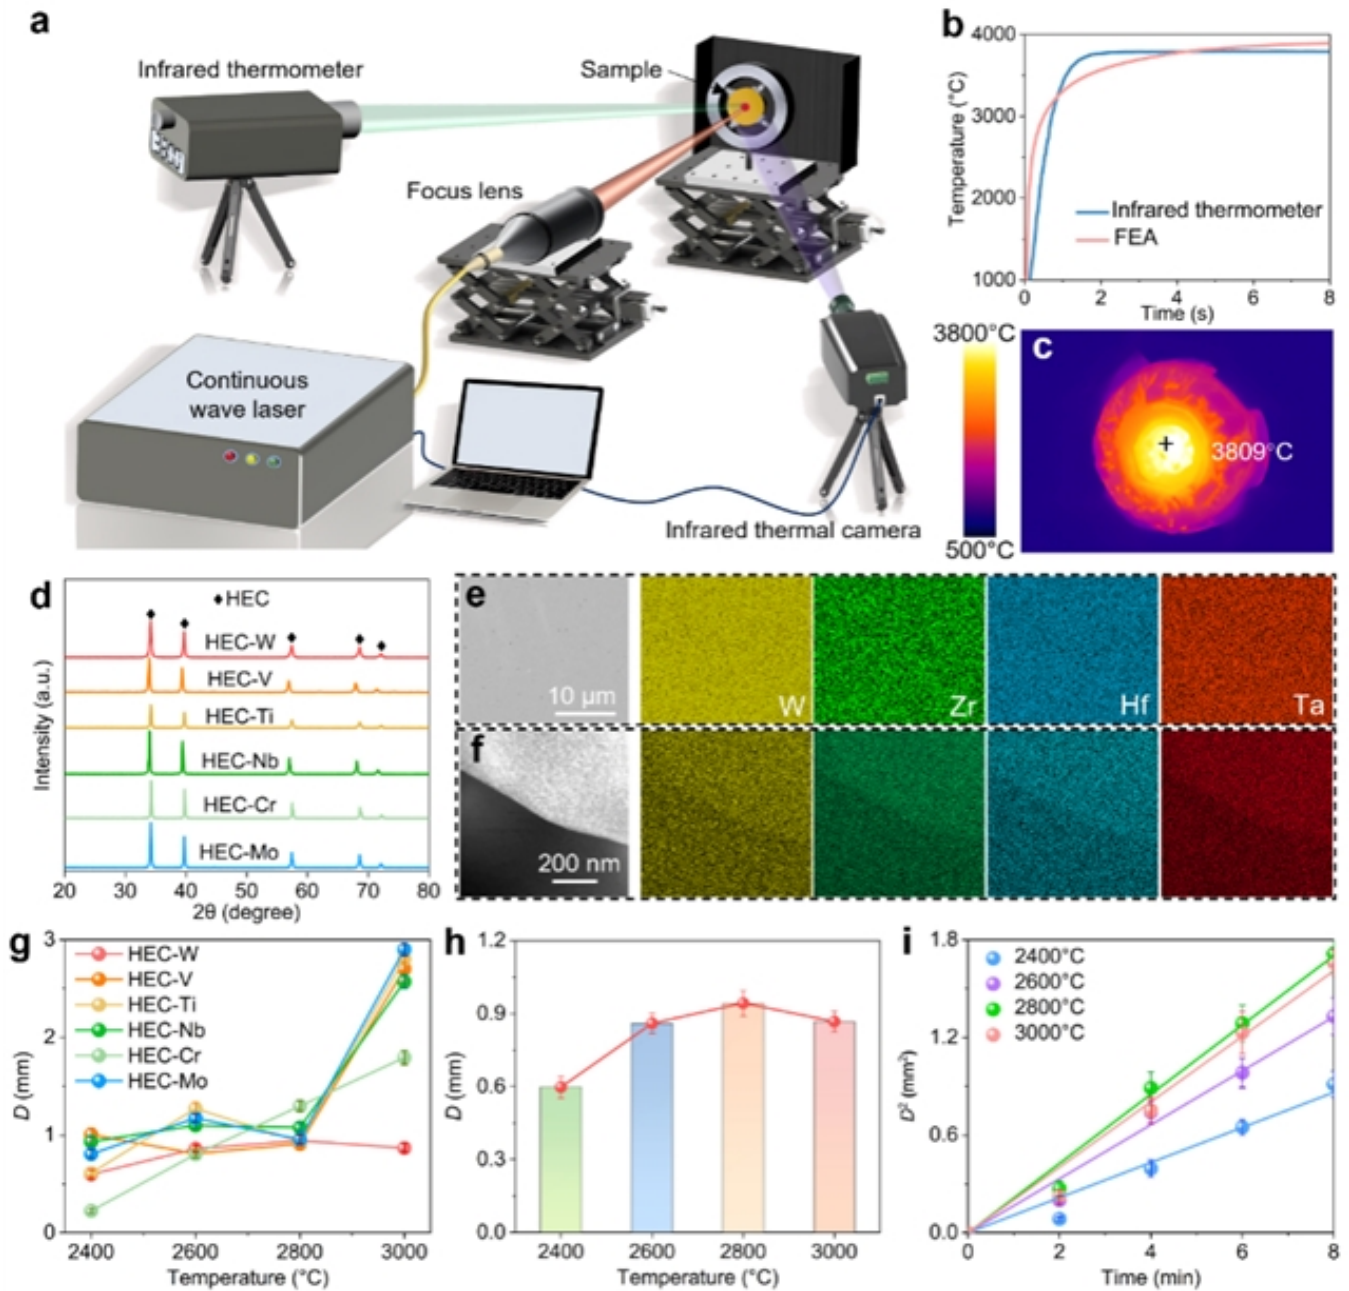 a
Infrared thermometer
Sample
Focus lens
Continuous
wave laser
Infrared thermal camera
b
4000
3000
2000
1000
Temperature (°C)
Infrared thermometer
FEA
0 2 4 6 8
Time (s)
3800°C
c
3809°C
500°C
d
HEC
HEC-W
HEC-V
HEC-Ti
HEC-Nb
HEC-Cr
HEC-Mo
Intensity (a.u.)
20 30 40 50 60 70 80
2θ (degree)
e
10 μm
W
Zr
Hf
Ta
f
200 nm
g
3
2
1
0
D (mm)
HEC-W
HEC-V
HEC-Ti
HEC-Nb
HEC-Cr
HEC-Mo
2400 2600 2800 3000
Temperature (°C)
h
1.2
0.9
0.6
0.3
0.0
D (mm)
2400 2600 2800 3000
Temperature (°C)
i
1.8
1.2
0.6
0.0
D² (mm²)
2400°C
2600°C
2800°C
3000°C
0 2 4 6 8
Time (min)